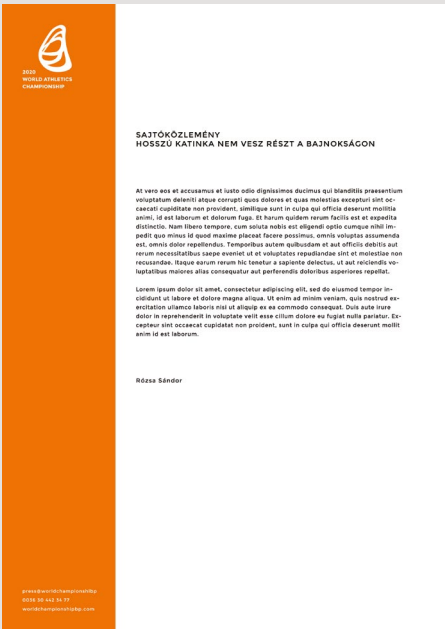 2020
WORLD ATHLETICS
CHAMPIONSHIP
SAJTÓKÖZLEMÉNY
HOSSZÚ KATINKA NEM VESZ RÉSZT A BAJNOKSÁGON
At vero eos et accusamus et iusto odio dignissimos ducimus qui blanditiis praesentium
voluptatum deleniti atque corrupti quos dolores et quas molestias excepturi sint oc-
caecati cupiditate non provident, similique sunt in culpa qui officia deserunt mollitia
animi, id est laborum et dolorum fuga. Et harum quidem rerum facilis est et expedita
distinctio. Nam libero tempore, cum soluta nobis est eligendi optio cumque nihil im-
pedit quo minus id quod maxime placeat facere possimus, omnis voluptas assumenda
est, omnis dolor repellendus. Temporibus autem quibusdam et aut officiis debitis aut
rerum necessitatibus saepe eveniet ut et voluptates repudiandae sint et molestiae non
recusandae. Itaque earum rerum hic tenetur a sapiente delectus, ut aut reiciendis vo-
luptatibus maiores alias consequatur aut perferendis doloribus asperiores repellat.
Lorem ipsum dolor sit amet, consectetur adipiscing elit, sed do eiusmod tempor in-
cididunt ut labore et dolore magna aliqua. Ut enim ad minim veniam, quis nostrud ex-
ercitation ullamco laboris nisi ut aliquip ex ea commodo consequat. Duis aute irure
dolor in reprehenderit in voluptate velit esse cillum dolore eu fugiat nulla pariatur. Ex-
cepteur sint occaecat cupidatat non proident, sunt in culpa qui officia deserunt mollit
anim id est laborum.
Rózsa Sándor
press@worldchampionshilbp
0036 30 442 34 77
worldchampionshipbp.com